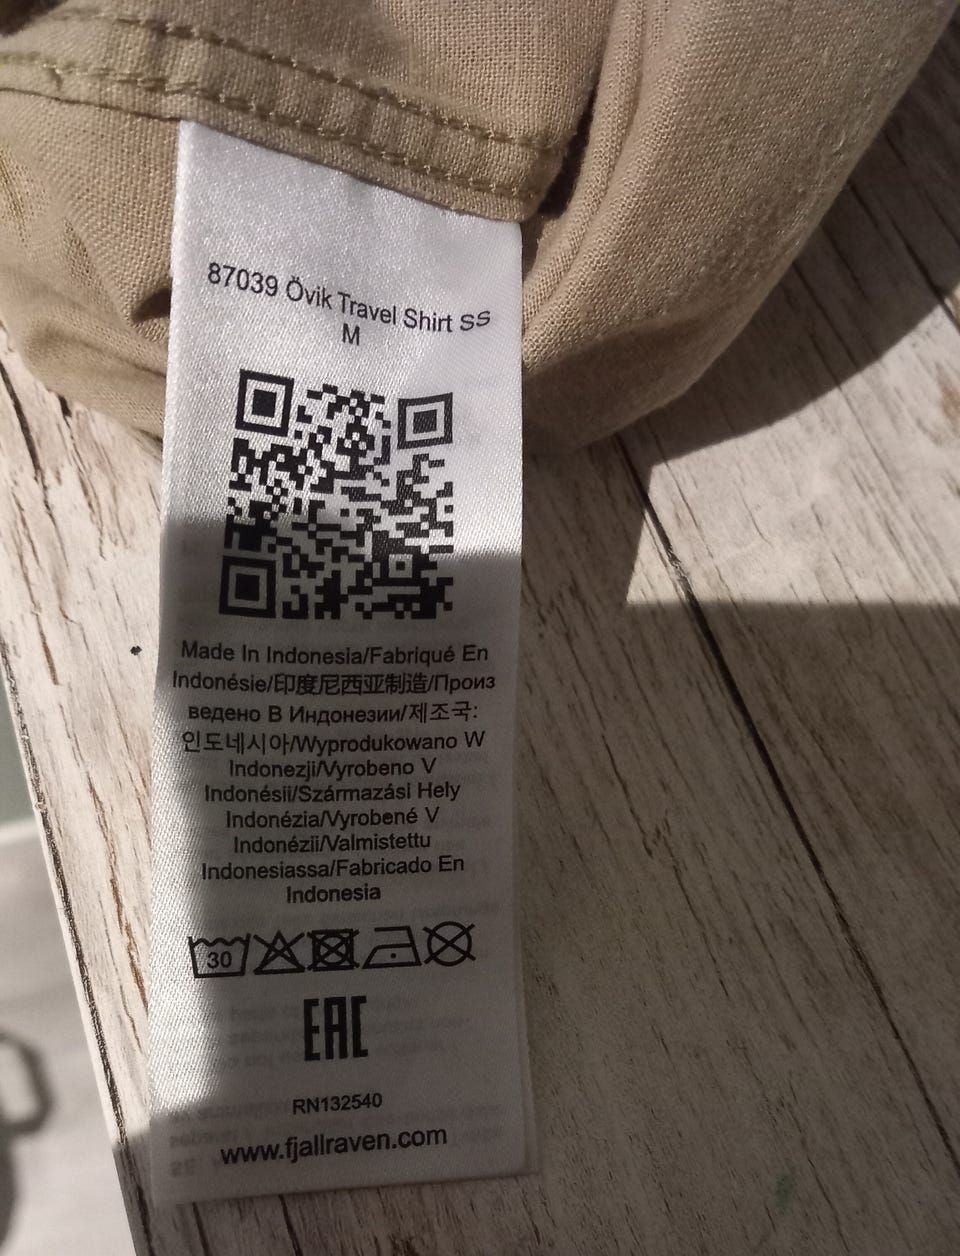 87039 Övik Travel Shirt SS
M
Made In Indonesia/Fabriqué En
Indonésie/印度尼西亚制造/Произ
ведено В Индонезии/제조국:
인도네시아/Wyprodukowano W
Indonezji/Vyrobeno V
Indonésii/Származási Hely
Indonézia/Vyrobené V
Indonézii/Valmistettu
Indonesiassa/Fabricado En
Indonesia
30
EAC
RN132540
www.fjallraven.com